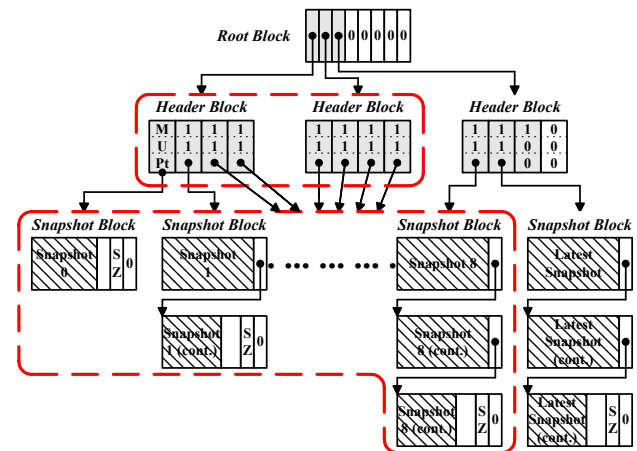 Root Block
0 0 0 0 0
Header Block Header Block Header Block
M 1 1 1 1 1 1 1 1 1 1 0
U 1 1 1 1 1 1 1 1 1 0 0
Pt 0 0
Snapshot Block Snapshot Block Snapshot Block Snapshot Block
Snapshot 0 S Z 0
Snapshot 1
Snapshot 8
Latest Snapshot
Snapshot 1 (cont.) S Z 0
Snapshot 8 (cont.)
Latest Snapshot (cont.)
Snapshot 8 (cont.) S Z 0
Latest Snapshot (cont.) S Z 0